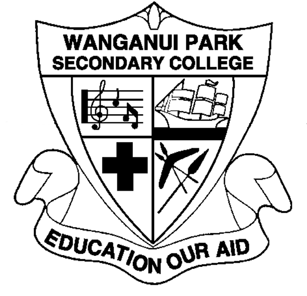 WANGANUI PARK
SECONDARY COLLEGE
EDUCATION OUR AID